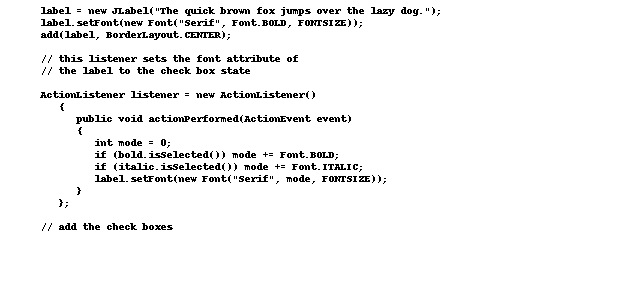 label = new JLabel("The quick brown fox jumps over the lazy dog.");
label.setFont(new Font("Serif", Font.BOLD, FONTSIZE));
add(label, BorderLayout.CENTER);
// this listener sets the font attribute of
// the label to the check box state
ActionListener listener = new ActionListener()
{
public void actionPerformed(ActionEvent event)
{
int mode = 0;
if (bold.isSelected()) mode += Font.BOLD;
if (italic.isSelected()) mode += Font.ITALIC;
label.setFont(new Font("Serif", mode, FONTSIZE));
}
};
// add the check boxes